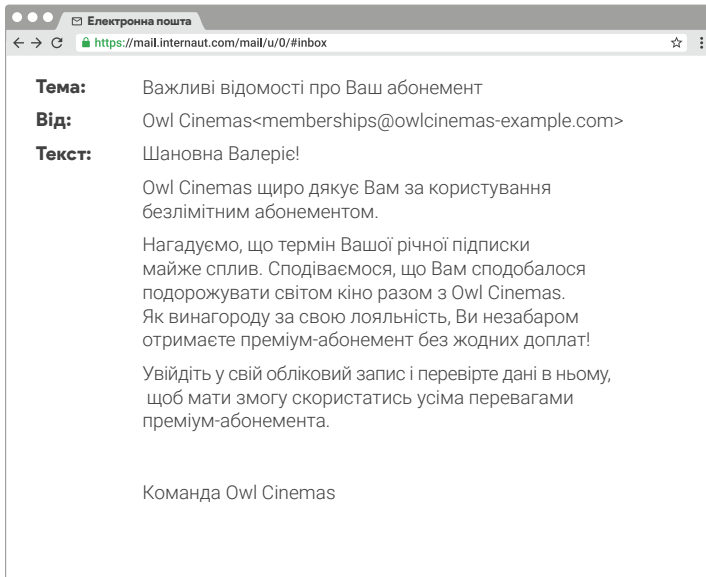 Електронна пошта
https://mail.internaut.com/mail/u/0/#inbox
Тема: Важливі відомості про Ваш абонемент
Від: Owl Cinemas<memberships@owlcinemas-example.com>
Текст: Шановна Валеріє!
Owl Cinemas щиро дякує Вам за користування
безлімітним абонементом.
Нагадуємо, що термін Вашої річної підписки
майже сплив. Сподіваємося, що Вам сподобалося
подорожувати світом кіно разом з Owl Cinemas.
Як винагороду за свою лояльність, Ви незабаром
отримаєте преміум-абонемент без жодних доплат!
Увійдіть у свій обліковий запис і перевірте дані в ньому,
щоб мати змогу скористатись усіма перевагами
преміум-абонемента.
Команда Owl Cinemas